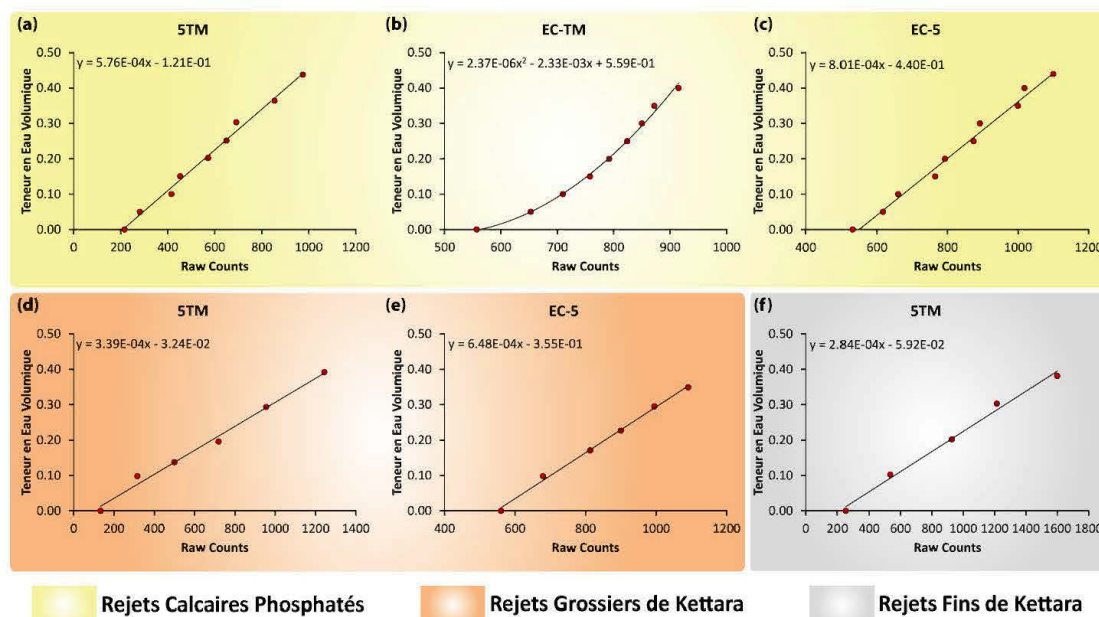 (a)
5TM
y = 5.76E-04x - 1.21E-01
Teneur en Eau Volumique
0.50
0.40
0.30
0.20
0.10
0.00
0 200 400 600 800 1000 1200
Raw Counts
(b)
EC-TM
y = 2.37E-06x² - 2.33E-03x + 5.59E-01
Teneur en Eau Volumique
0.50
0.40
0.30
0.20
0.10
0.00
500 600 700 800 900 1000
Raw Counts
(c)
EC-5
y = 8.01E-04x - 4.40E-01
Teneur en Eau Volumique
0.50
0.40
0.30
0.20
0.10
0.00
400 600 800 1000 1200
Raw Counts
(d)
5TM
y = 3.39E-04x - 3.24E-02
Teneur en Eau Volumique
0.50
0.40
0.30
0.20
0.10
0.00
0 200 400 600 800 1000 1200 1400
Raw Counts
(e)
EC-5
y = 6.48E-04x - 3.55E-01
Teneur en Eau Volumique
0.50
0.40
0.30
0.20
0.10
0.00
400 600 800 1000 1200
Raw Counts
(f)
5TM
y = 2.84E-04x - 5.92E-02
Teneur en Eau Volumique
0.50
0.40
0.30
0.20
0.10
0.00
0 200 400 600 800 1000 1200 1400 1600 1800
Raw Counts
Rejets Calcaires Phosphatés
Rejets Grossiers de Kettara
Rejets Fins de Kettara